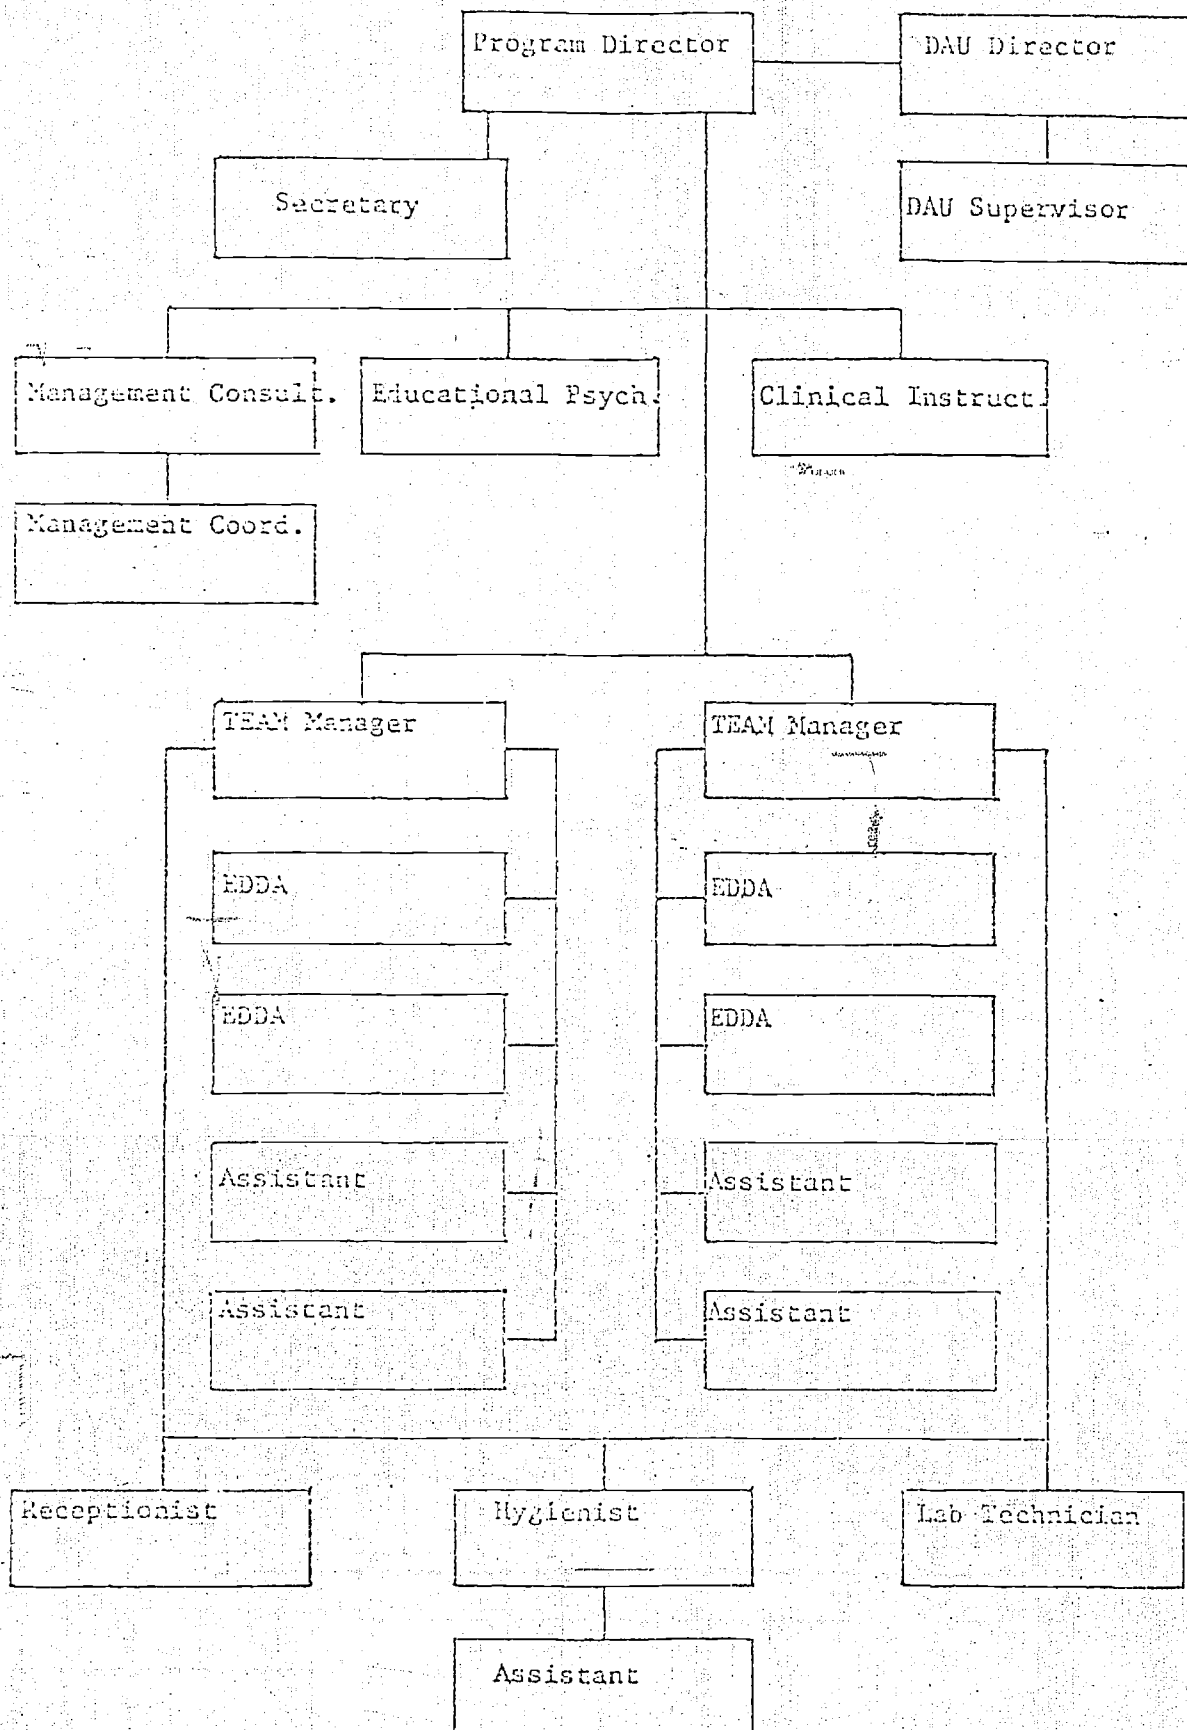 Program Director
DAU Director
Secretary
DAU Supervisor
Management Consult.
Educational Psych.
Clinical Instruct.
Management Coord.
TEAM Manager
TEAM Manager
EDDA
EDDA
EDDA
EDDA
Assistant
Assistant
Assistant
Assistant
Receptionist
Hygienist
Lab Technician
Assistant